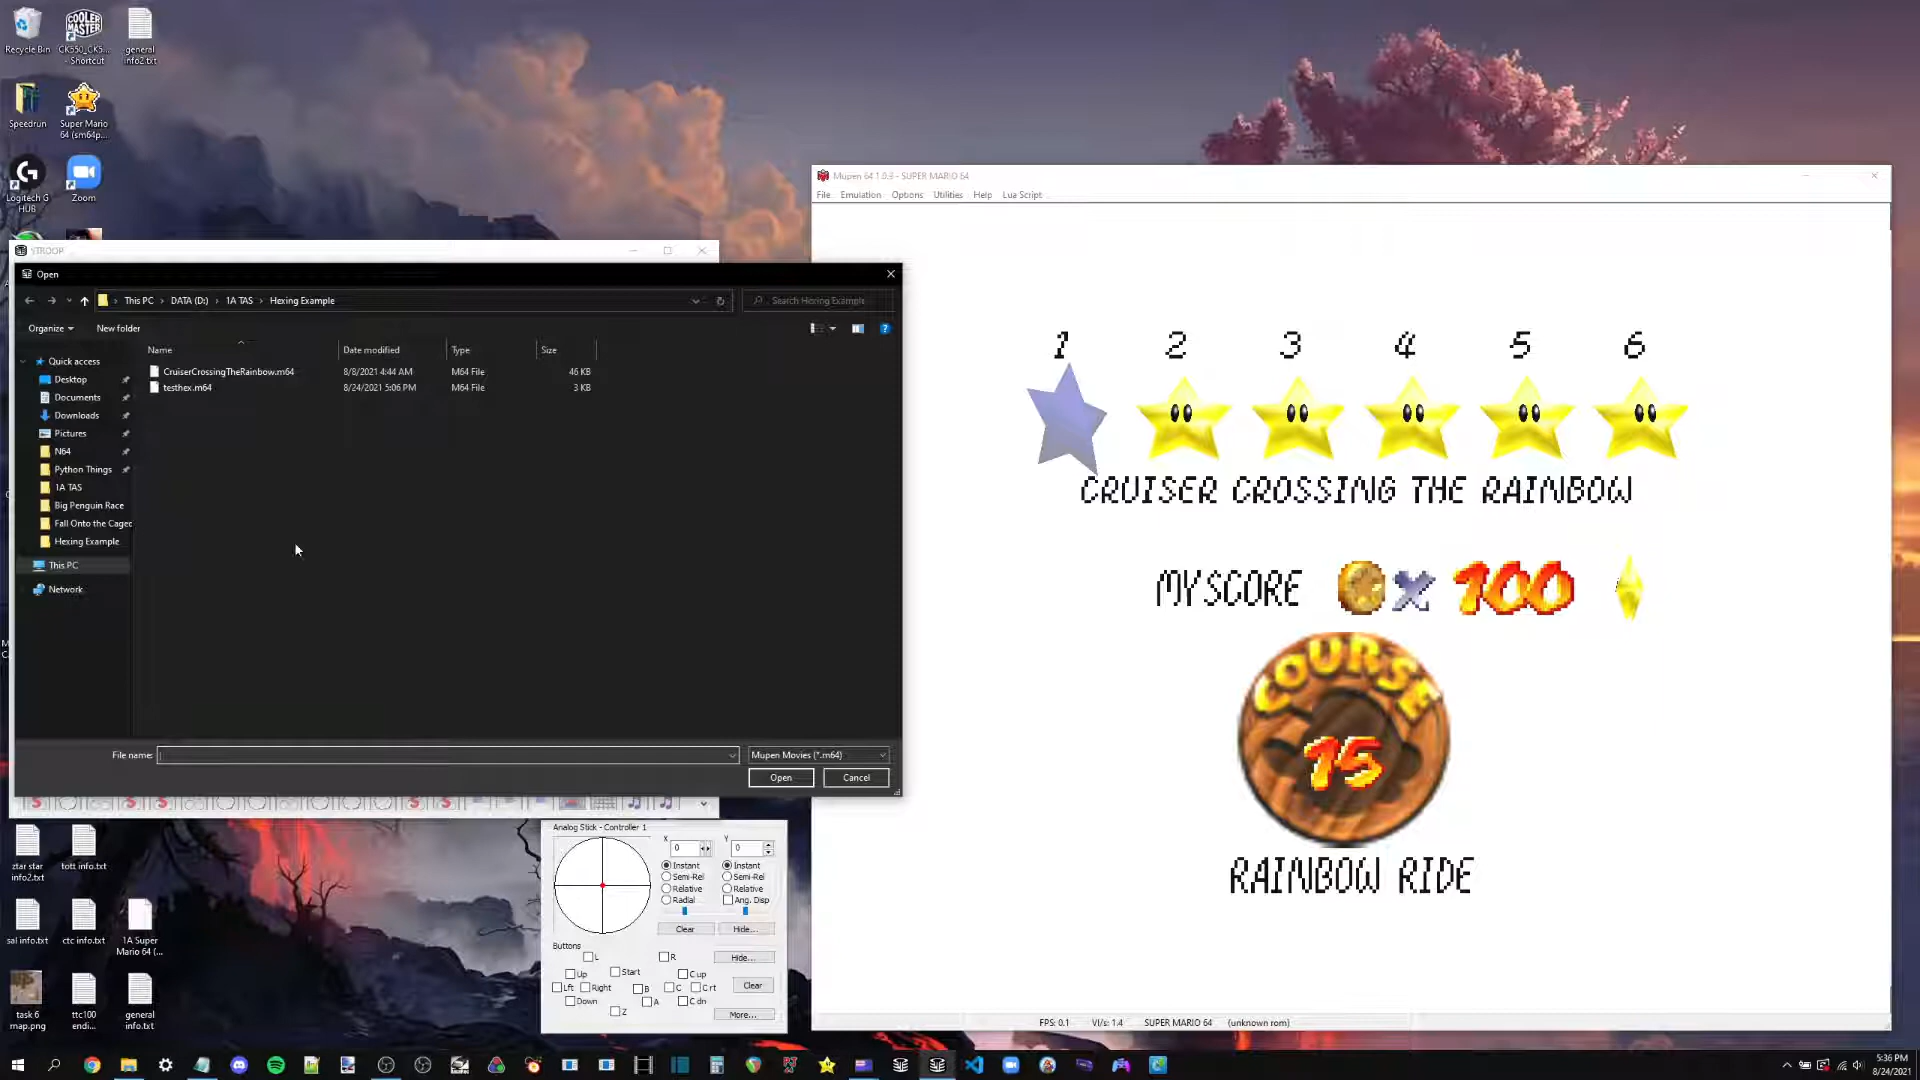 Recycle Bin
COOLER MASTER
CK550_CK5...
- Shortcut
general
info2.txt
Speedrun
Super Mario
64 (sm64p...
Logitech G
HUB
Zoom
STROOP
Open
This PC
DATA (D:)
1A TAS
Hexing Example
Search Hexing Example
Organize
New folder
Name
Date modified
Type
Size
CruiserCrossingTheRainbow.m64
8/8/2021 4:44 AM
M64 File
46 KB
testhex.m64
8/24/2021 5:06 PM
M64 File
3 KB
Quick access
Desktop
Documents
Downloads
Pictures
N64
Python Things
1A TAS
Big Penguin Race
Fall Onto the Caged
Hexing Example
This PC
Network
File name:
Mupen Movies (*.m64)
Open
Cancel
Mupen 64 1.0.3 - SUPER MARIO 64
File
Emulation
Options
Utilities
Help
Lua Script
1 2 3 4 5 6
CRUISER CROSSING THE RAINBOW
MY SCORE
x 100
COURSE
15
RAINBOW RIDE
FPS: 0.1
VI/s: 1.4
SUPER MARIO 64
(unknown rom)
Analog Stick - Controller 1
X
0
Y
0
Instant
Semi-Rel
Relative
Radial
Instant
Semi-Rel
Relative
Ang. Disp
Clear
Hide...
Buttons
L
R
Hide...
Up
Start
C up
Lft
Right
B
C
C rt
Clear
Down
A
C dn
Z
More...
ztar star
info2.txt
tott info.txt
sal info.txt
ctc info.txt
1A Super
Mario 64 (...
task 6
map.png
ttc100
endi...
general
info.txt
5:36 PM
8/24/2021